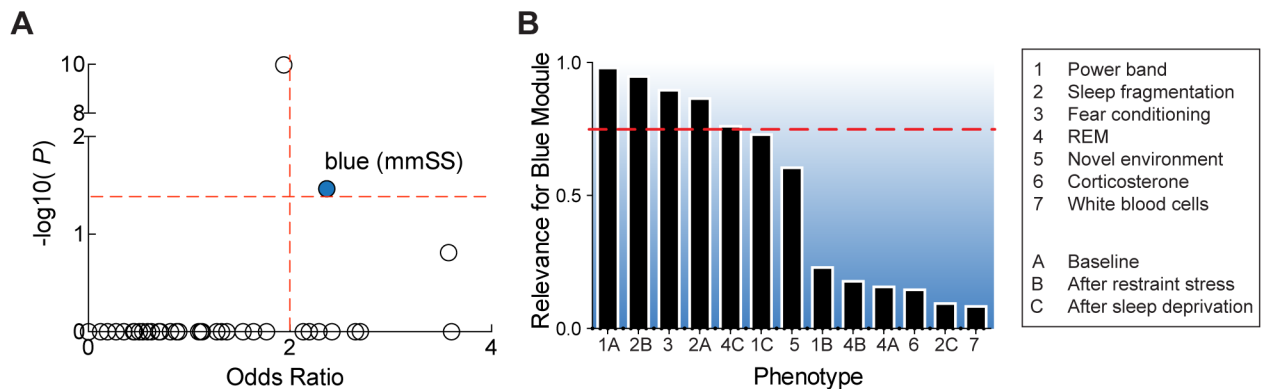 A
10
8
2
1
0
-log10( P)
blue (mmSS)
0
2
4
Odds Ratio
B
1.0
0.5
0.0
Relevance for Blue Module
1A 2B 3 2A 4C 1C 5 1B 4B 4A 6 2C 7
Phenotype
1 Power band
2 Sleep fragmentation
3 Fear conditioning
4 REM
5 Novel environment
6 Corticosterone
7 White blood cells
A Baseline
B After restraint stress
C After sleep deprivation